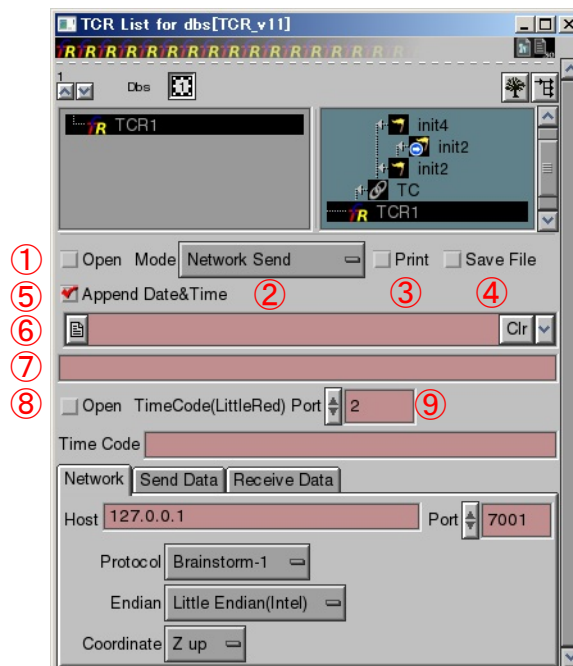 TCR List for dbs[TCR_v11]
1 Dbs 1
TR TCR1
init4
init2
init2
TC
TR TCR1
① Open Mode Network Send Print Save File
⑤ Append Date&Time ② ③ ④
⑥ Clr
⑦
⑧ Open TimeCode(LittleRed) Port 2 ⑨
Time Code
Network Send Data Receive Data
Host 127.0.0.1 Port 7001
Protocol Brainstorm-1
Endian Little Endian(Intel)
Coordinate Z up